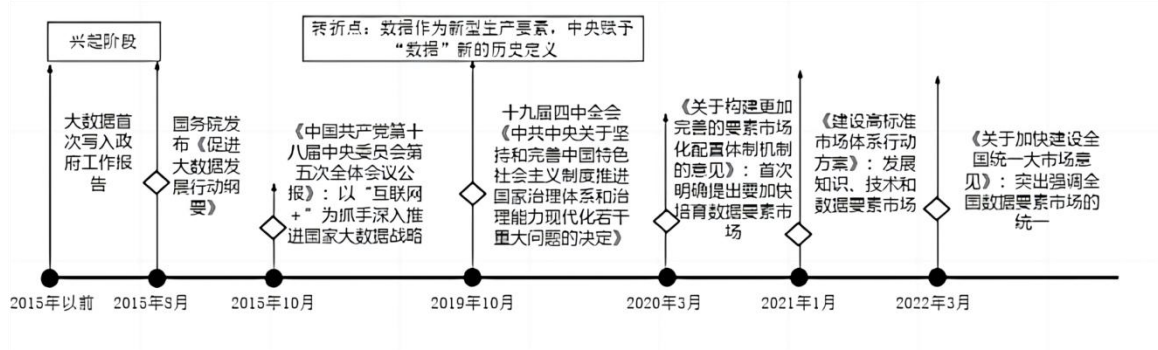 兴起阶段
转折点：数据作为新型生产要素，中央赋予
“数据”新的历史定义
大数据首
次写入政
府工作报
告
国务院发
布《促进
大数据发
展行动纲
要》
《中国共产党第十
八届中央委员会第
五次全体会议公
报》：以“互联网
+“为抓手深入推
进国家大数据战略
十九届四中全会
《中共中央关于坚
持和完善中国特色
社会主义制度推进
国家治理体系和治
理能力现代化若干
重大问题的决定》
《关于构建更加
完善的要素市场
化配置体制机制
的意见》：首次
明确提出要加快
培育数据要素市
场
《建设高标准
市场体系行动
方案》：发展
知识、技术和
数据要素市场
《关于加快建设全
国统一大市场意
见》：突出强调全
国数据要素市场的
统一
2015年以前
2015年9月
2015年10月
2019年10月
2020年3月
2021年1月
2022年3月